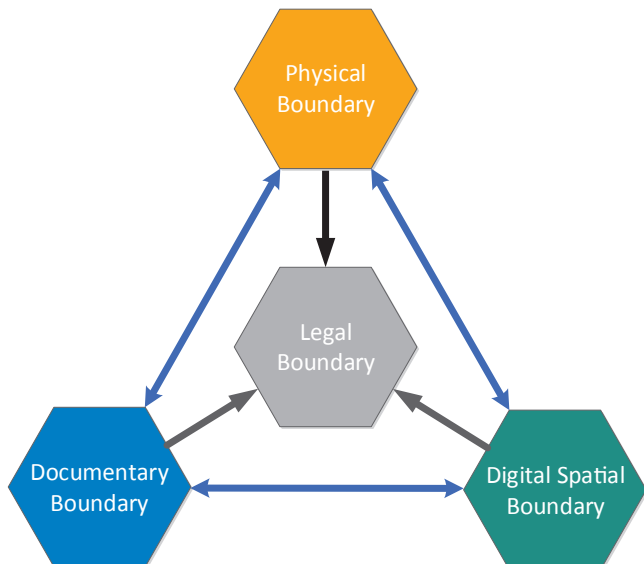 Physical
Boundary
Legal
Boundary
Documentary
Boundary
Digital Spatial
Boundary